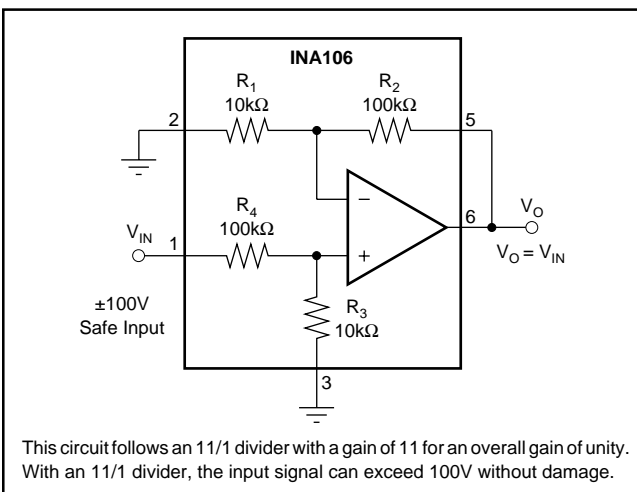 INA106
R1
10kΩ
R2
100kΩ
2
5
R4
100kΩ
VIN
1
–
+
6
VO
VO = VIN
±100V
Safe Input
R3
10kΩ
3
This circuit follows an 11/1 divider with a gain of 11 for an overall gain of unity.
With an 11/1 divider, the input signal can exceed 100V without damage.